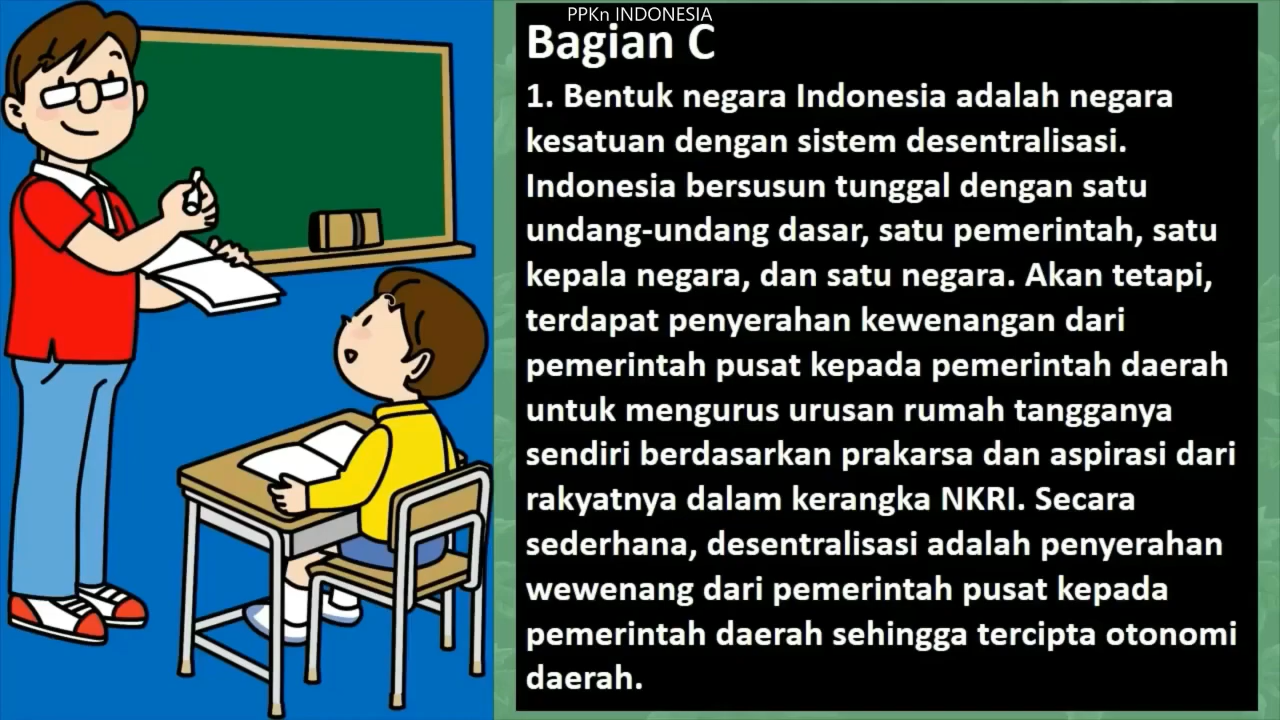 PPKn INDONESIA
Bagian C
1. Bentuk negara Indonesia adalah negara
kesatuan dengan sistem desentralisasi.
Indonesia bersusun tunggal dengan satu
undang-undang dasar, satu pemerintah, satu
kepala negara, dan satu negara. Akan tetapi,
terdapat penyerahan kewenangan dari
pemerintah pusat kepada pemerintah daerah
untuk mengurus urusan rumah tangganya
sendiri berdasarkan prakarsa dan aspirasi dari
rakyatnya dalam kerangka NKRI. Secara
sederhana, desentralisasi adalah penyerahan
wewenang dari pemerintah pusat kepada
pemerintah daerah sehingga tercipta otonomi
daerah.